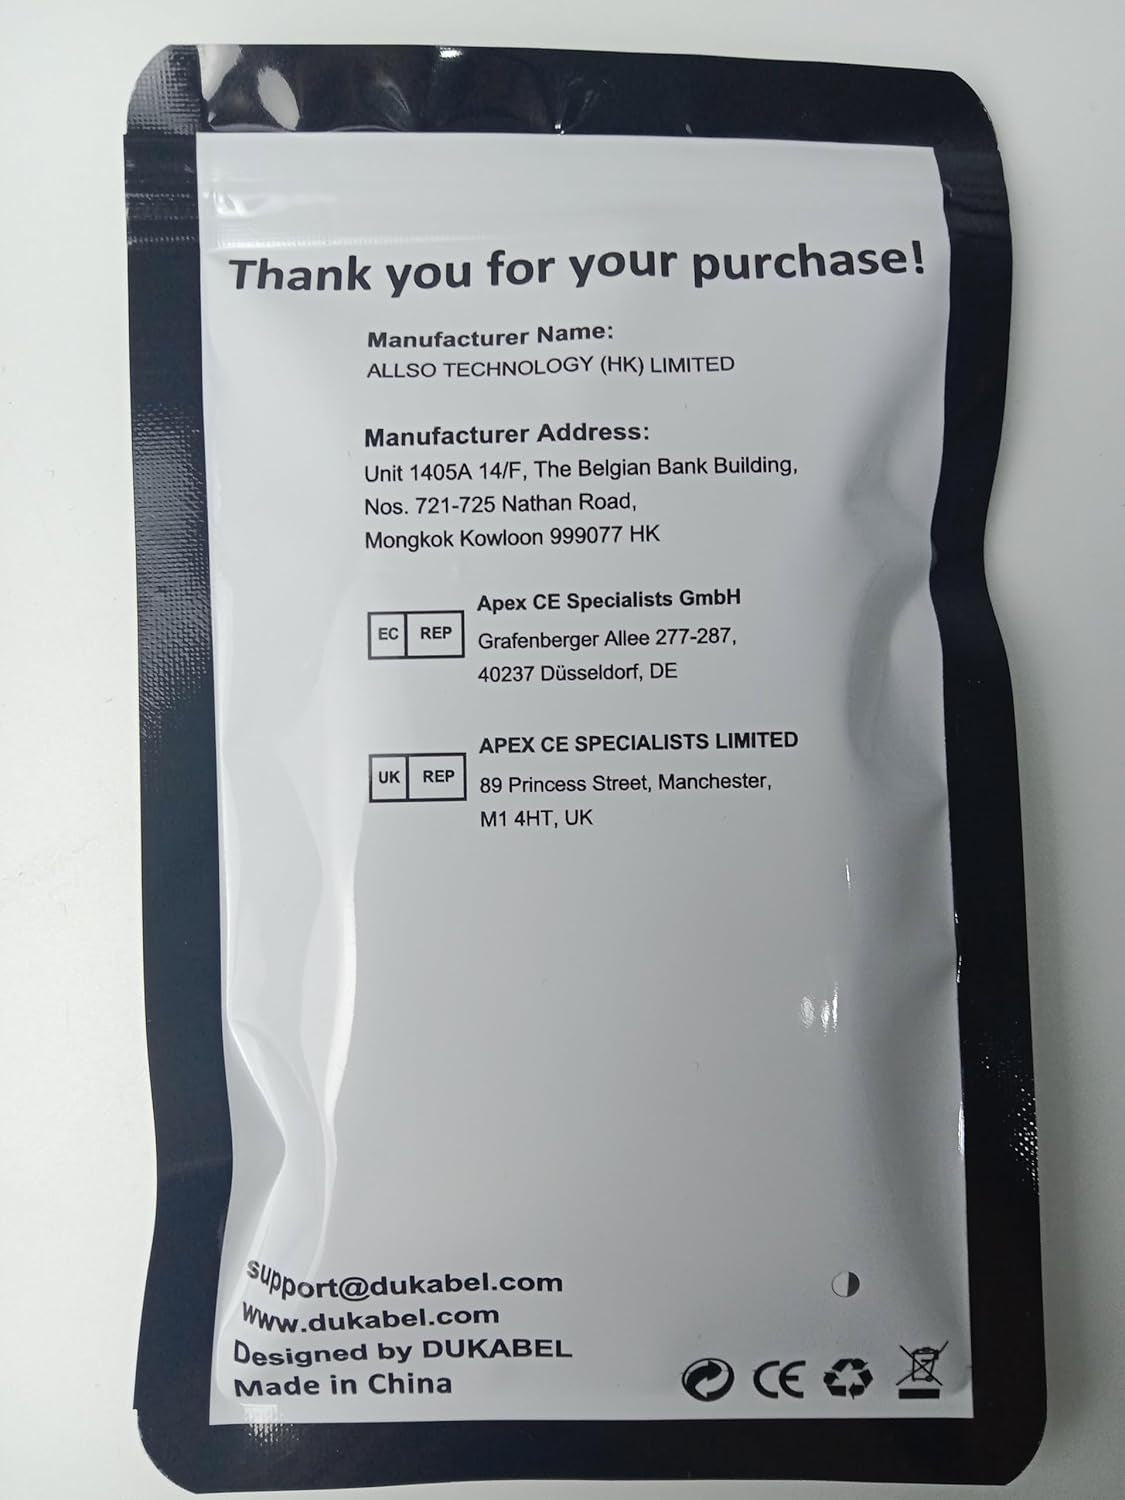 Thank you for your purchase!
Manufacturer Name:
ALLSO TECHNOLOGY (HK) LIMITED
Manufacturer Address:
Unit 1405A 14/F, The Belgian Bank Building,
Nos. 721-725 Nathan Road,
Mongkok Kowloon 999077 HK
EC REP
Apex CE Specialists GmbH
Grafenberger Allee 277-287,
40237 Düsseldorf, DE
UK REP
APEX CE SPECIALISTS LIMITED
89 Princess Street, Manchester,
M1 4HT, UK
support@dukabel.com
www.dukabel.com
Designed by DUKABEL
Made in China
CE